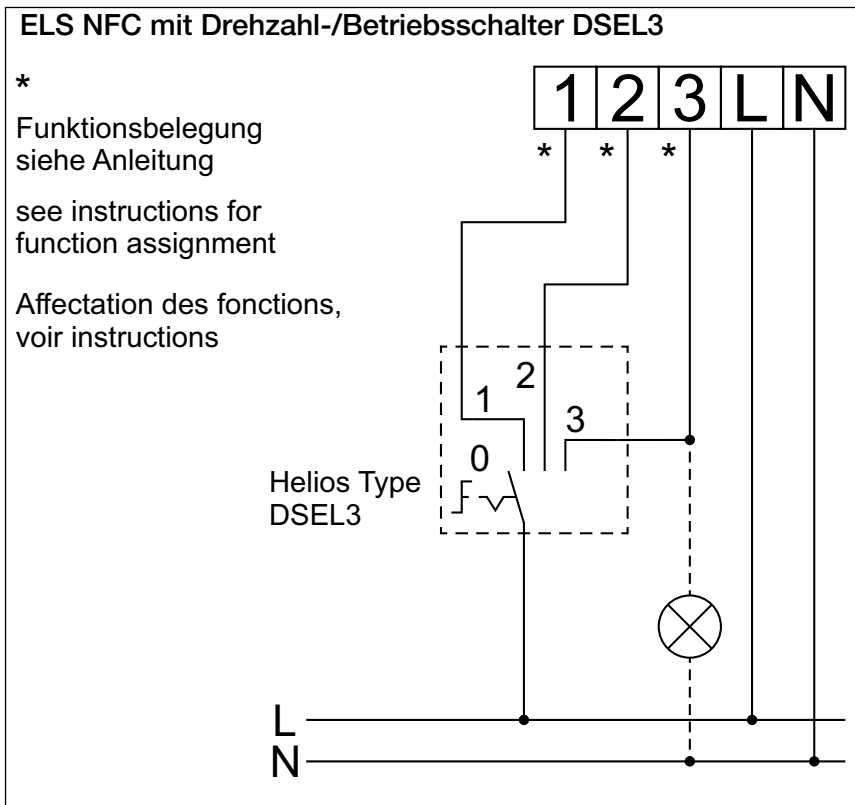 ELS NFC mit Drehzahl-/Betriebsschalter DSEL3
*
Funktionsbelegung
siehe Anleitung
see instructions for
function assignment
Affectation des fonctions,
voir instructions
1 2 3 L N
* * *
2
1
3
0
Helios Type
DSEL3
L
N